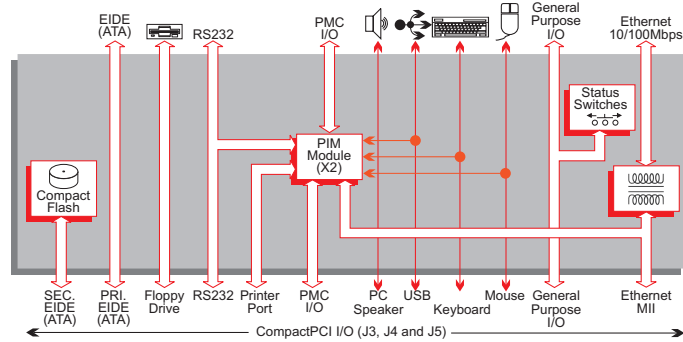 EIDE
(ATA)
RS232
PMC
I/O
General
Purpose
I/O
Ethernet
10/100Mbps
Status
Switches
PIM
Module
(X2)
Compact
Flash
SEC.
EIDE
(ATA)
PRI.
EIDE
(ATA)
Floppy
Drive
RS232
Printer
Port
PMC
I/O
PC
Speaker
USB
Keyboard
Mouse
General
Purpose
I/O
Ethernet
MII
CompactPCI I/O (J3, J4 and J5)